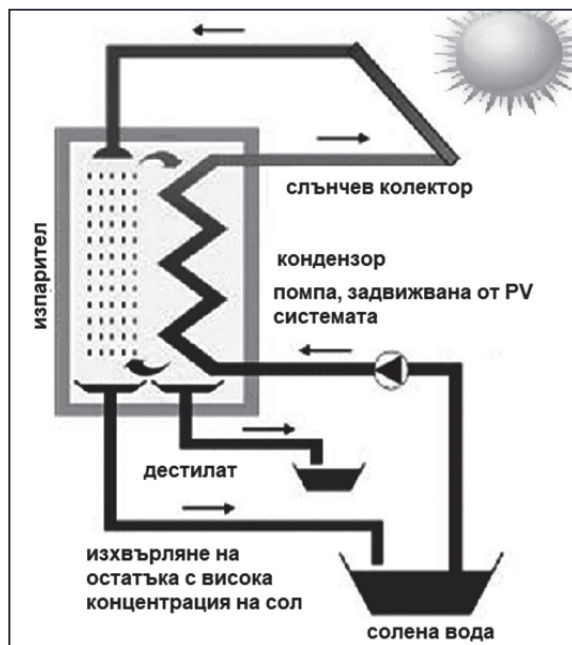 слънчев колектор
изпарител
кондензор
помпа, задвижвана от PV
системата
дестилат
изхвърляне на
остатъка с висока
концентрация на сол
солена вода